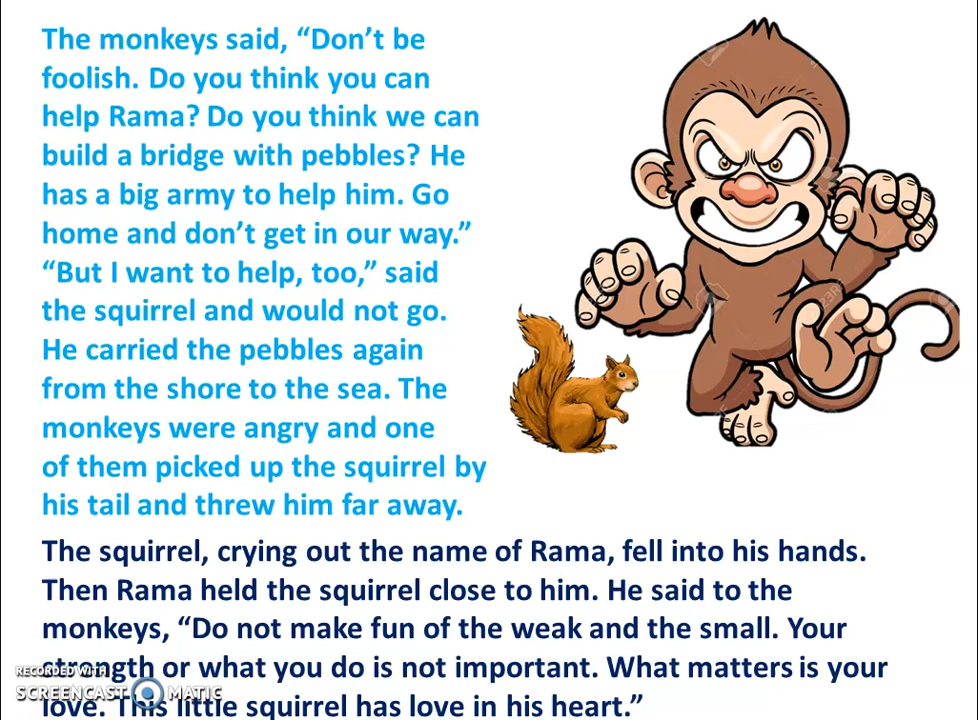 The monkeys said, “Don’t be
foolish. Do you think you can
help Rama? Do you think we can
build a bridge with pebbles? He
has a big army to help him. Go
home and don’t get in our way.”
“But I want to help, too,” said
the squirrel and would not go.
He carried the pebbles again
from the shore to the sea. The
monkeys were angry and one
of them picked up the squirrel by
his tail and threw him far away.
The squirrel, crying out the name of Rama, fell into his hands.
Then Rama held the squirrel close to him. He said to the
monkeys, “Do not make fun of the weak and the small. Your
strength or what you do is not important. What matters is your
love. This little squirrel has love in his heart.”
RECORDED WITH
SCREENCAST MATIC